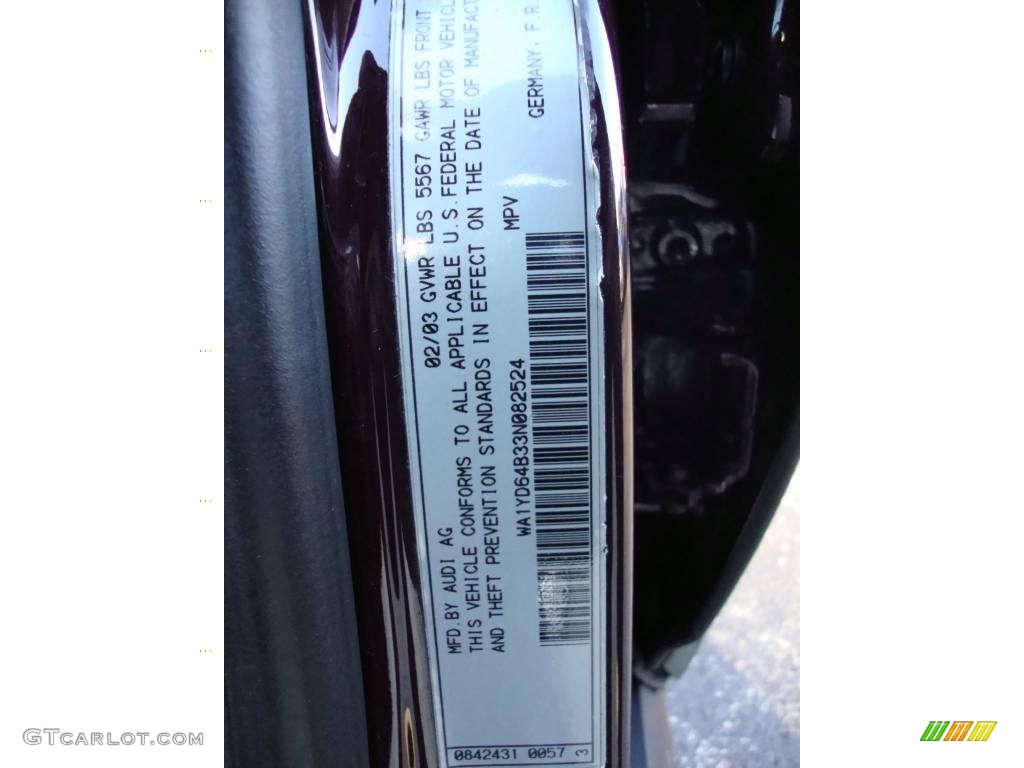 MFD.BY AUDI AG 02/03 GVWR LBS 5567 GAWR LBS FRONT
THIS VEHICLE CONFORMS TO ALL APPLICABLE U.S.FEDERAL MOTOR VEHICLE
AND THEFT PREVENTION STANDARDS IN EFFECT ON THE DATE OF MANUFACT
WA1YD64B33N082524 MPV GERMANY, F.R.
0842431 0057 3
GTCARLOT.COM